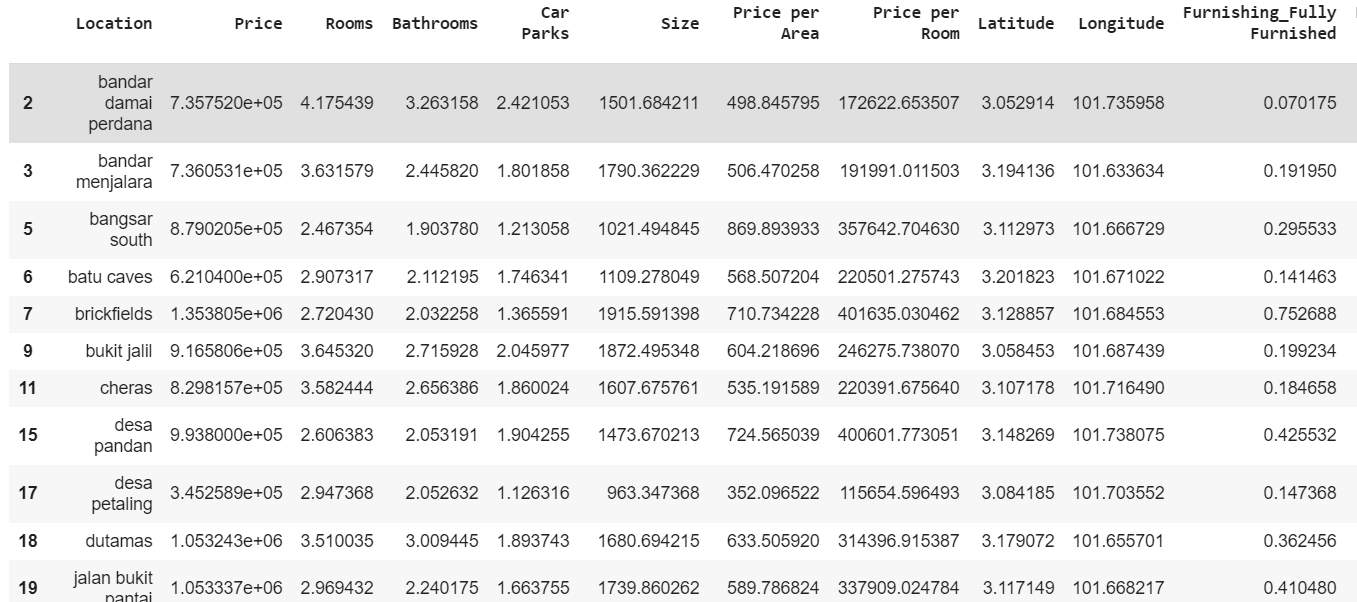 Location Price Rooms Bathrooms Car Parks Size Price per Area Price per Room Latitude Longitude Furnishing_Fully Furnished
2 bandar damai perdana 7.357520e+05 4.175439 3.263158 2.421053 1501.684211 498.845795 172622.653507 3.052914 101.735958 0.070175
3 bandar menjalara 7.360531e+05 3.631579 2.445820 1.801858 1790.362229 506.470258 191991.011503 3.194136 101.633634 0.191950
5 bangsar south 8.790205e+05 2.467354 1.903780 1.213058 1021.494845 869.893933 357642.704630 3.112973 101.666729 0.295533
6 batu caves 6.210400e+05 2.907317 2.112195 1.746341 1109.278049 568.507204 220501.275743 3.201823 101.671022 0.141463
7 brickfields 1.353805e+06 2.720430 2.032258 1.365591 1915.591398 710.734228 401635.030462 3.128857 101.684553 0.752688
9 bukit jalil 9.165806e+05 3.645320 2.715928 2.045977 1872.495348 604.218696 246275.738070 3.058453 101.687439 0.199234
11 cheras 8.298157e+05 3.582444 2.656386 1.860024 1607.675761 535.191589 220391.675640 3.107178 101.716490 0.184658
15 desa pandan 9.938000e+05 2.606383 2.053191 1.904255 1473.670213 724.565039 400601.773051 3.148269 101.738075 0.425532
17 desa petaling 3.452589e+05 2.947368 2.052632 1.126316 963.347368 352.096522 115654.596493 3.084185 101.703552 0.147368
18 dutamas 1.053243e+06 3.510035 3.009445 1.893743 1680.694215 633.505920 314396.915387 3.179072 101.655701 0.362456
19 jalan bukit pantai 1.053337e+06 2.969432 2.240175 1.663755 1739.860262 589.786824 337909.024784 3.117149 101.668217 0.410480